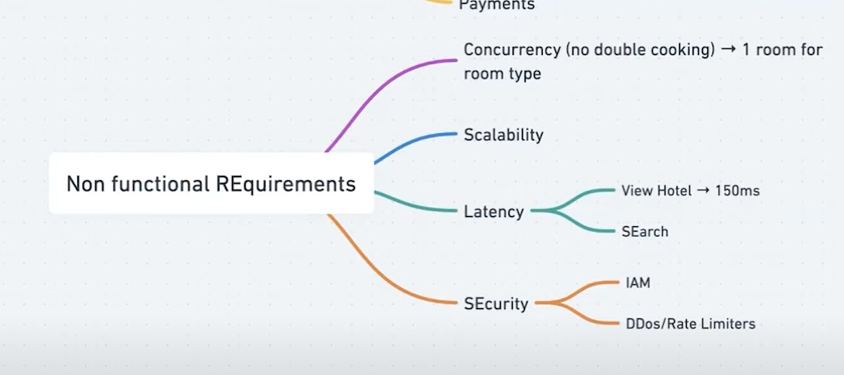 Payments
Concurrency (no double cooking) → 1 room for
room type
Scalability
Non functional REquirements
Latency
View Hotel → 150ms
SEarch
SEcurity
IAM
DDos/Rate Limiters